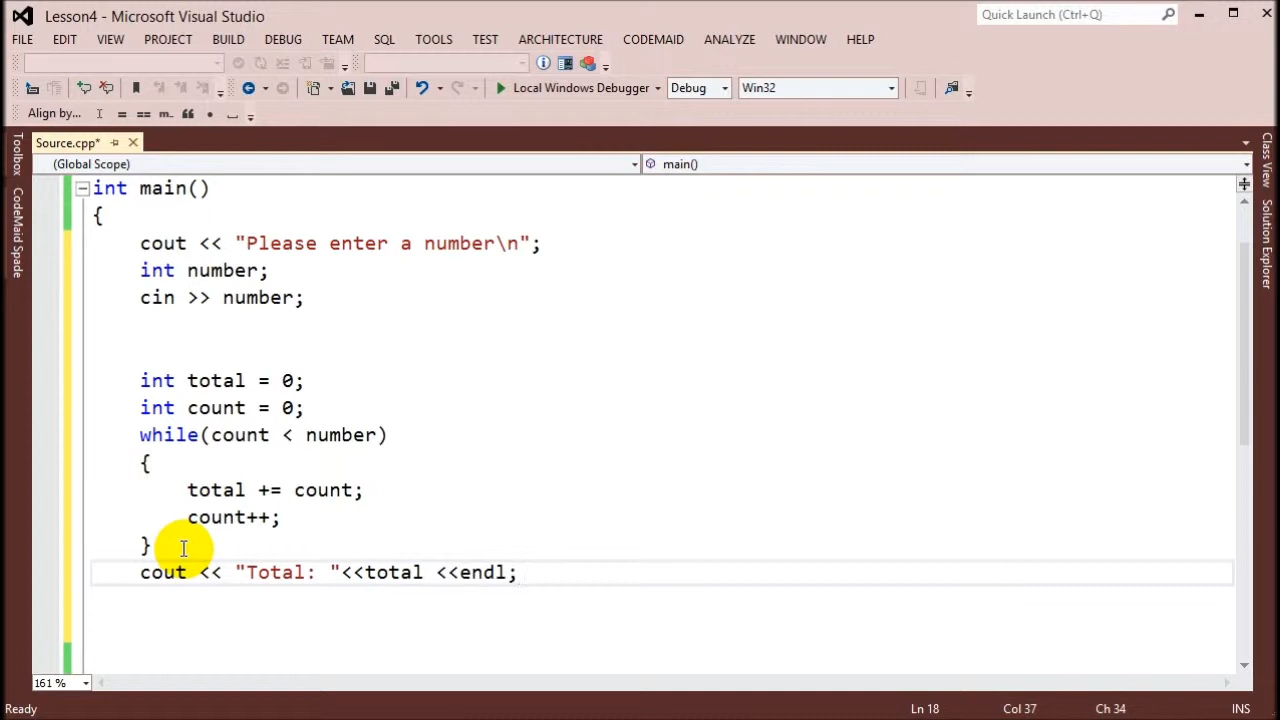 Lesson4 - Microsoft Visual Studio
Quick Launch (Ctrl+Q)
FILE EDIT VIEW PROJECT BUILD DEBUG TEAM SQL TOOLS TEST ARCHITECTURE CODEMAID ANALYZE WINDOW HELP
Local Windows Debugger Debug Win32
Align by...
Source.cpp*
(Global Scope) main()
Toolbox
CodeMaid Spade
Class View
Solution Explorer
int main()
{
cout << "Please enter a number\n";
int number;
cin >> number;
int total = 0;
int count = 0;
while(count < number)
{
total += count;
count++;
}
cout << "Total: "<<total <<endl;
161 %
Ready Ln 18 Col 37 Ch 34 INS